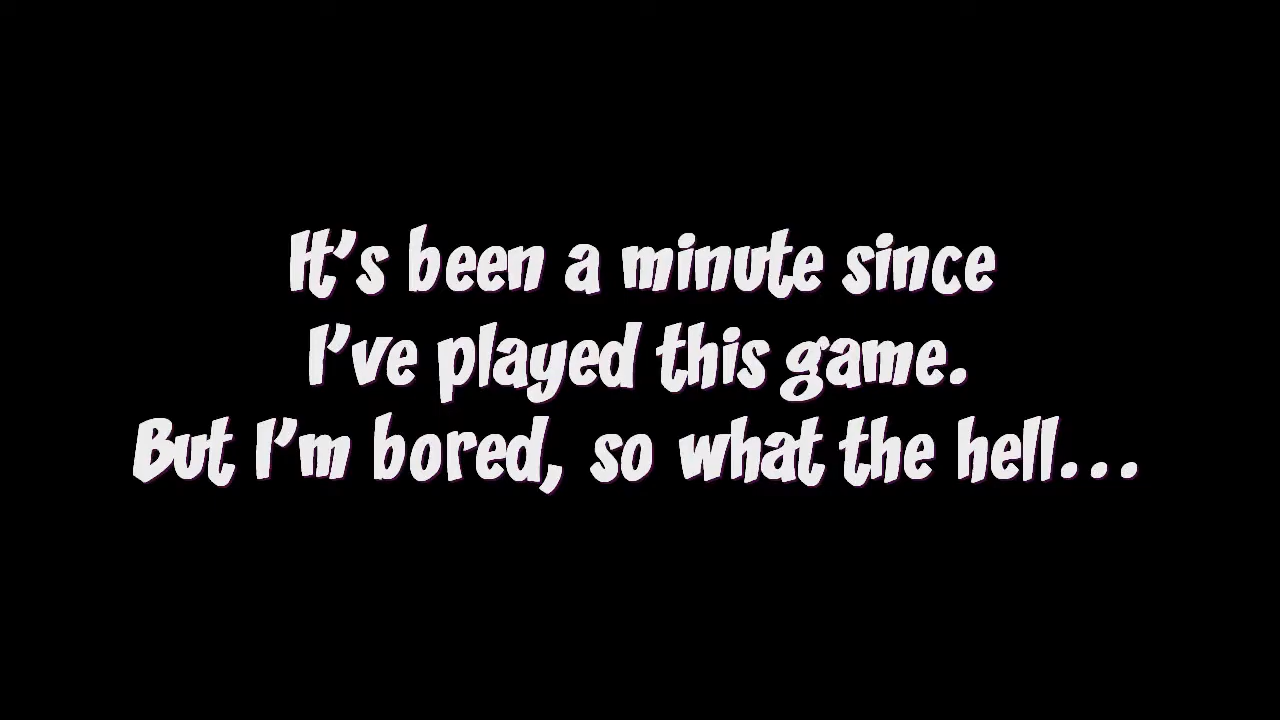 It's been a minute since
I've played this game.
But I'm bored, so what the hell...